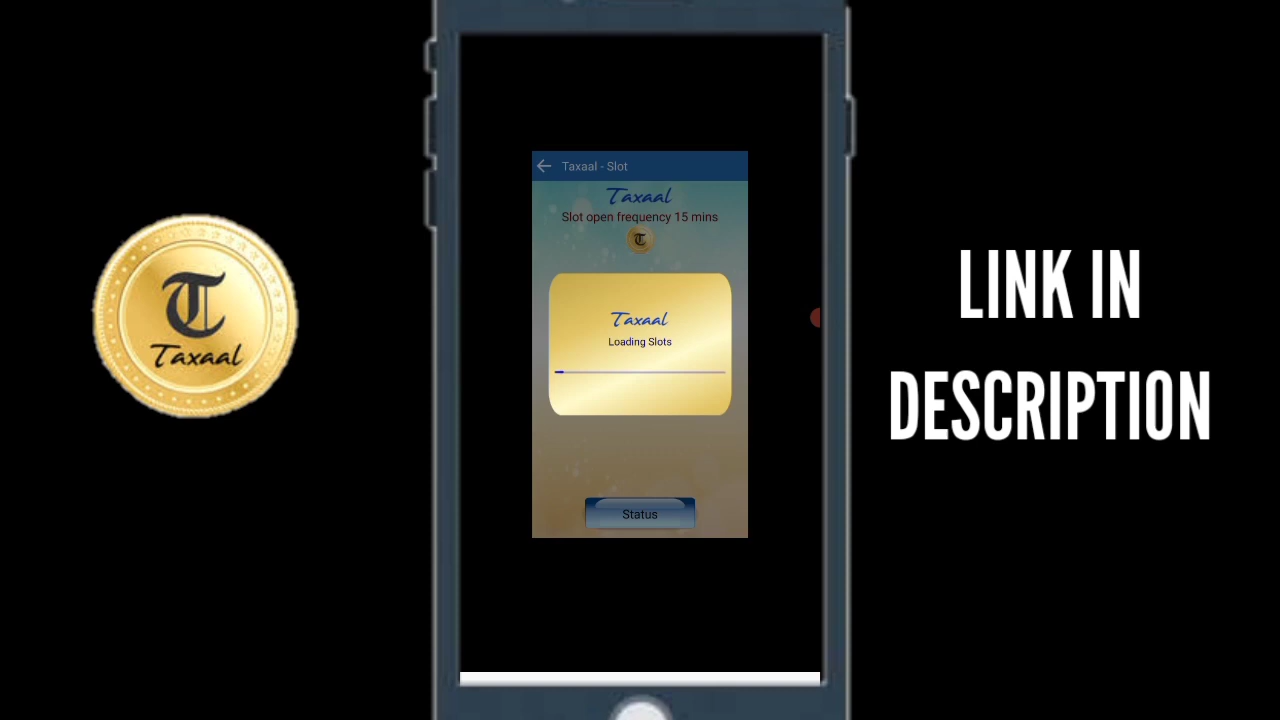 T
Taxaal
Taxaal - Slot
Taxaal
Slot open frequency 15 mins
T
Taxaal
Loading Slots
Status
LINK IN
DESCRIPTION